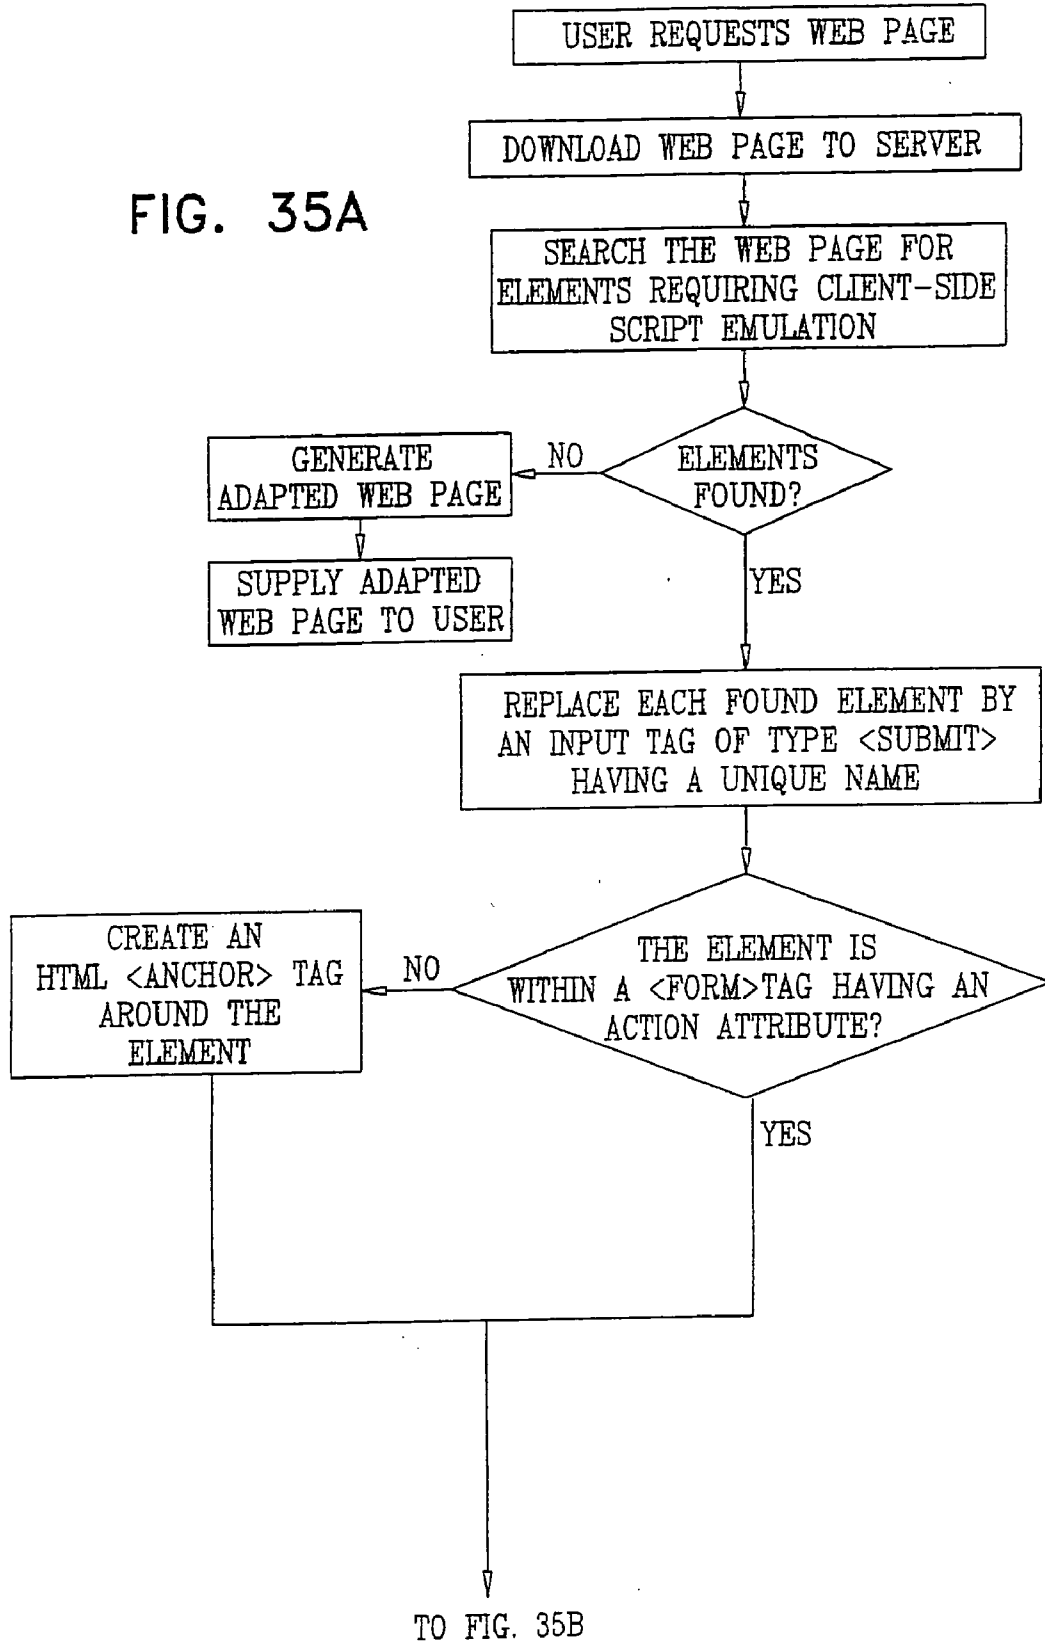 USER REQUESTS WEB PAGE
DOWNLOAD WEB PAGE TO SERVER
FIG. 35A
SEARCH THE WEB PAGE FOR
ELEMENTS REQUIRING CLIENT-SIDE
SCRIPT EMULATION
ELEMENTS
FOUND?
NO
GENERATE
ADAPTED WEB PAGE
SUPPLY ADAPTED
WEB PAGE TO USER
YES
REPLACE EACH FOUND ELEMENT BY
AN INPUT TAG OF TYPE <SUBMIT>
HAVING A UNIQUE NAME
THE ELEMENT IS
WITHIN A <FORM>TAG HAVING AN
ACTION ATTRIBUTE?
NO
CREATE AN
HTML <ANCHOR> TAG
AROUND THE
ELEMENT
YES
TO FIG. 35B